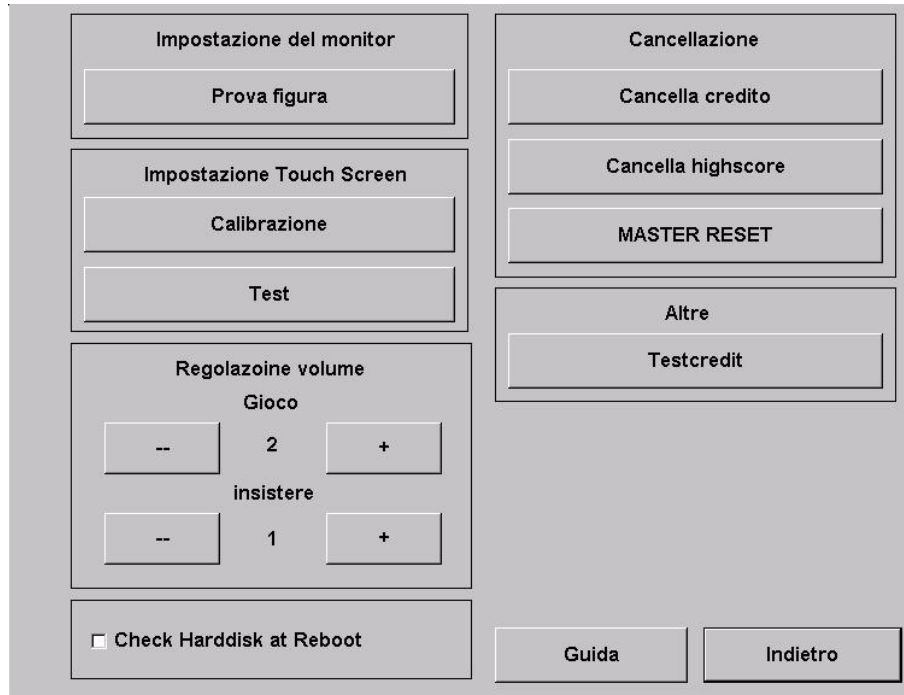 Impostazione del monitor
Prova figura
Impostazione Touch Screen
Calibrazione
Test
Regolazoine volume
Gioco
-- 2 +
insistere
-- 1 +
Check Harddisk at Reboot
Cancellazione
Cancella credito
Cancella highscore
MASTER RESET
Altre
Testcredit
Guida Indietro